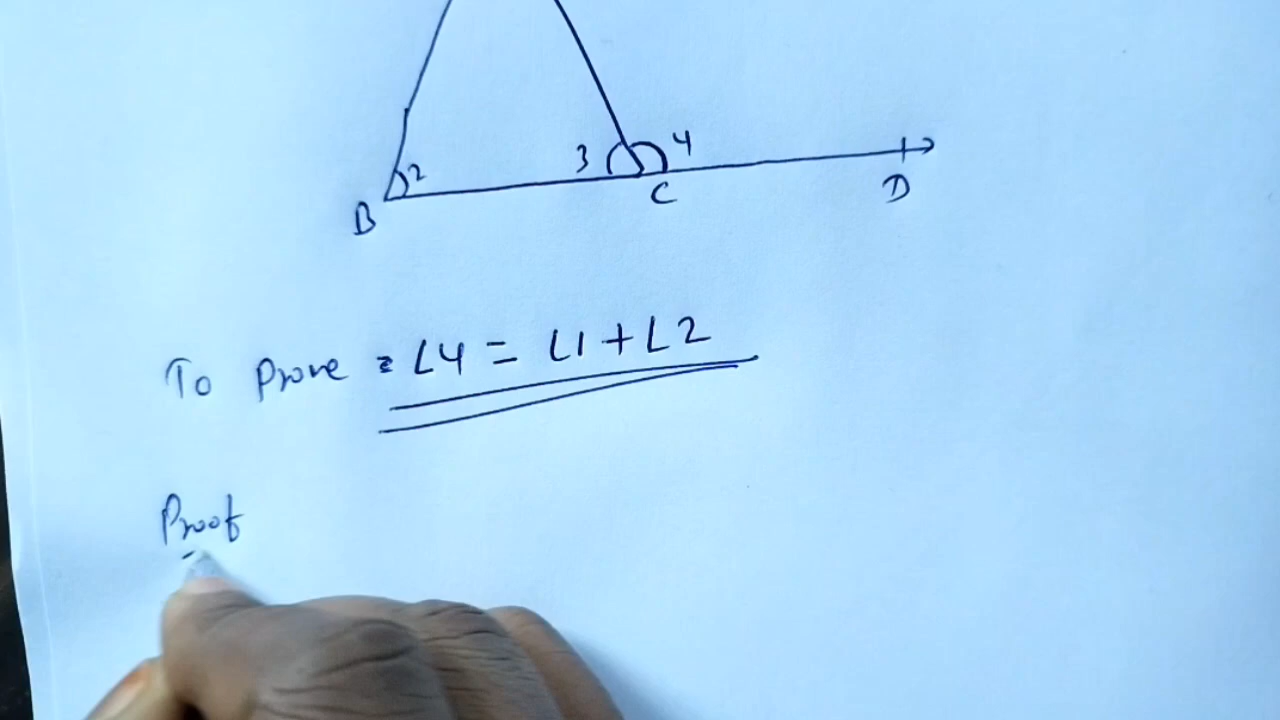 2
3
4
B
C
D
To prove : ∠4 = ∠1 + ∠2
Proof